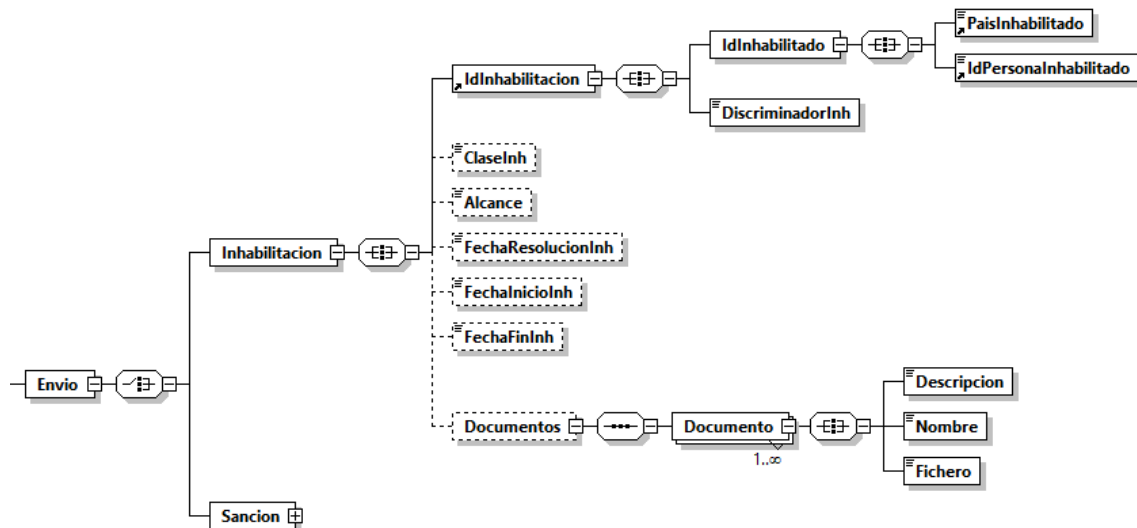 PaisInhabilitado
IdInhabilitado
IdPersonaInhabilitado
IdInhabilitacion
DiscriminadorInh
ClaseInh
Alcance
Inhabilitacion
FechaResolucionInh
FechaInicioInh
FechaFinInh
Envio
Descripcion
Documentos
Documento
Nombre
1..∞
Fichero
Sancion